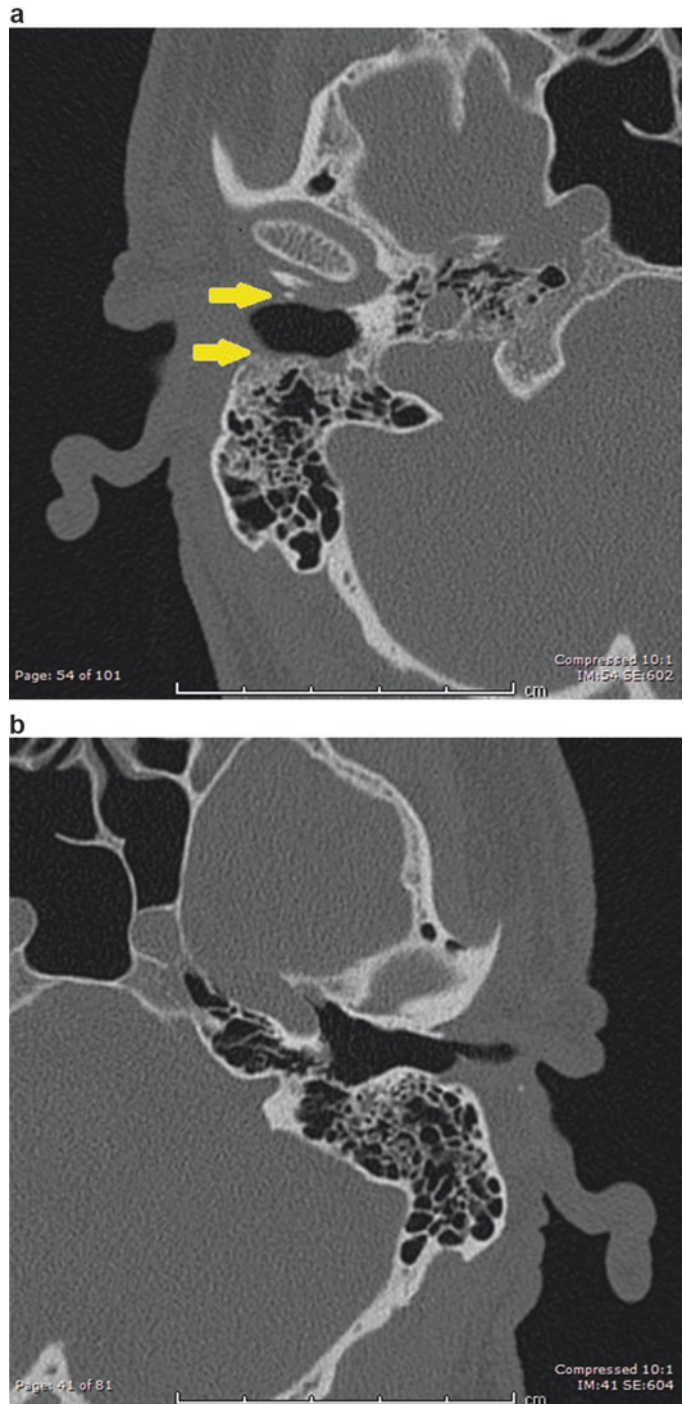 a
Page: 54 of 101
Compressed 10:1
IM:54 SE:602
cm
b
Page: 41 of 81
Compressed 10:1
IM:41 SE:604
cm